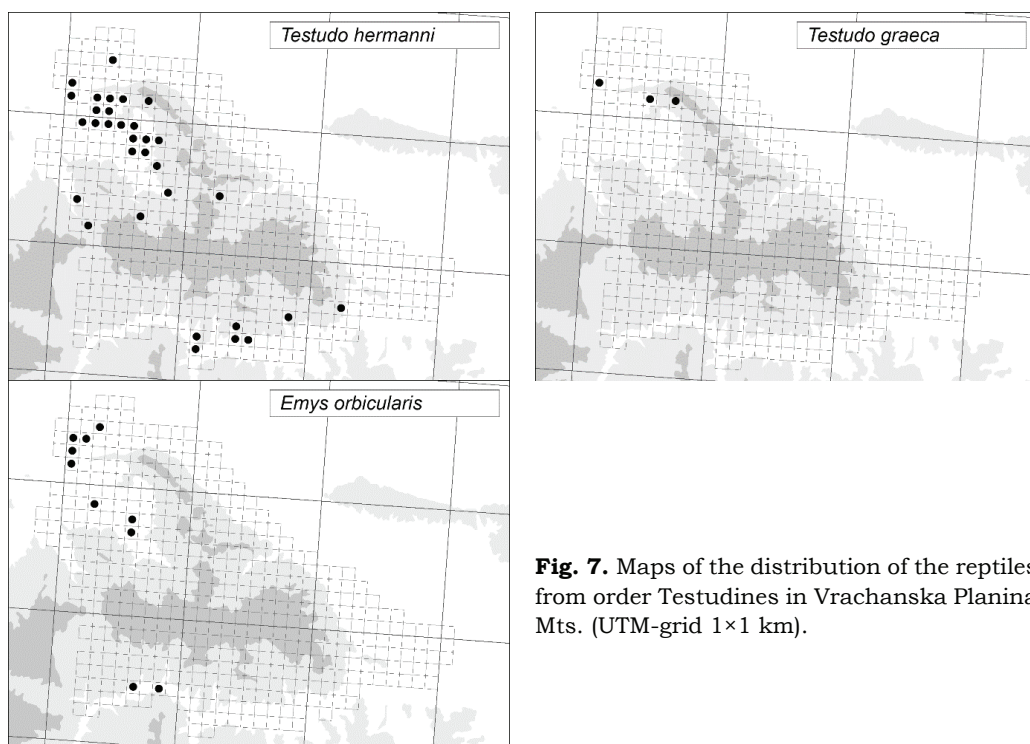 Testudo hermanni
Testudo graeca
Emys orbicularis
Fig. 7. Maps of the distribution of the reptiles
from order Testudines in Vrachanska Planina
Mts. (UTM-grid 1×1 km).